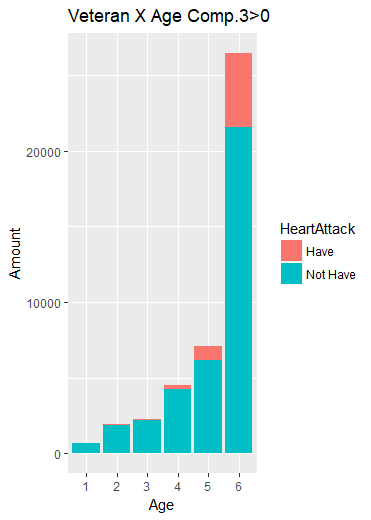 Veteran X Age Comp.3>0
Amount
20000
10000
0
1 2 3 4 5 6
Age
HeartAttack
Have
Not Have